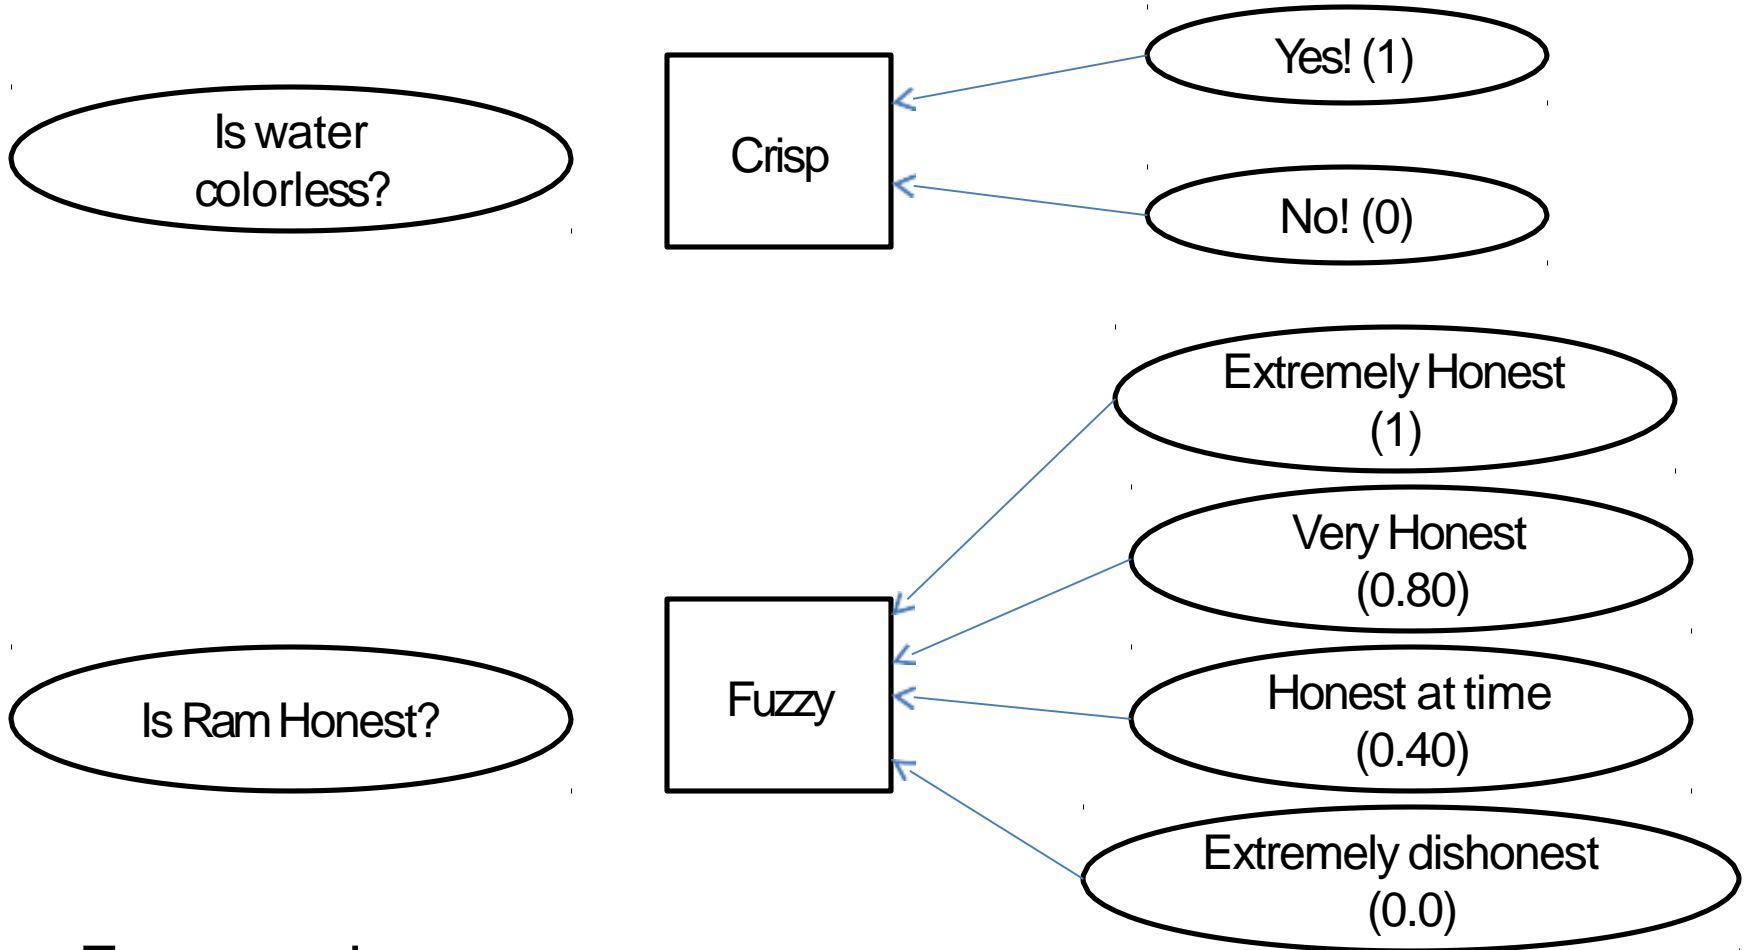 Is water
colorless?
Crisp
Yes! (1)
No! (0)
Is Ram Honest?
Fuzzy
Extremely Honest
(1)
Very Honest
(0.80)
Honest at time
(0.40)
Extremely dishonest
(0.0)